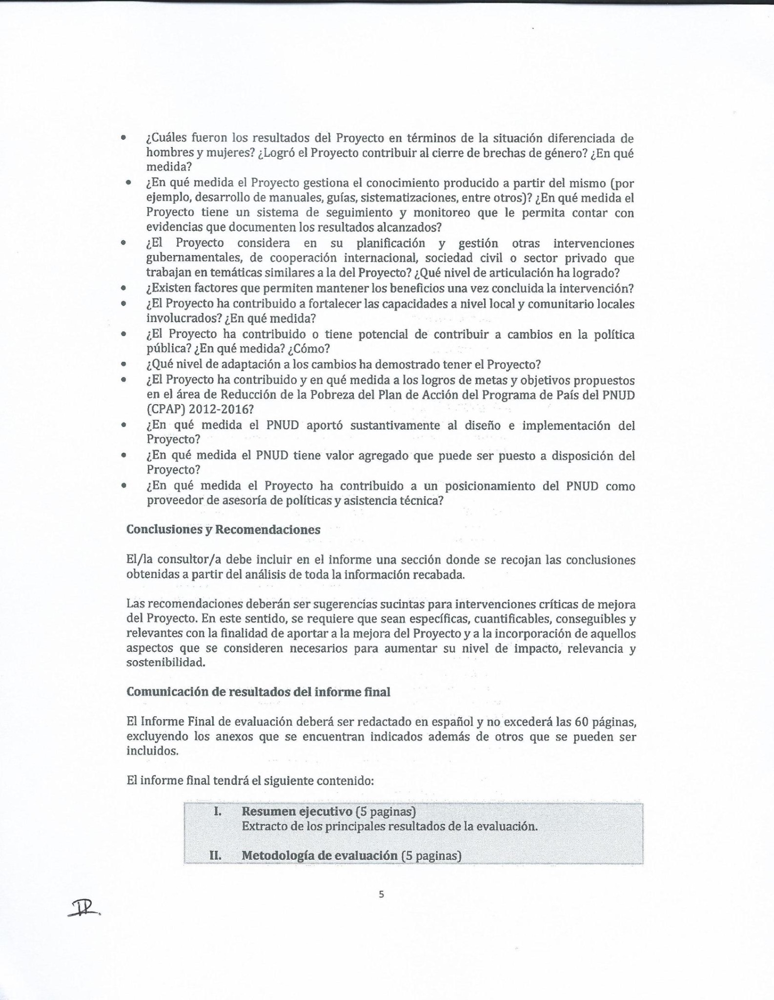 • ¿Cuáles fueron los resultados del Proyecto en términos de la situación diferenciada de
hombres y mujeres? ¿Logró el Proyecto contribuir al cierre de brechas de género? ¿En qué
medida?
• ¿En qué medida el Proyecto gestiona el conocimiento producido a partir del mismo (por
ejemplo, desarrollo de manuales, guías, sistematizaciones, entre otros)? ¿En qué medida el
Proyecto tiene un sistema de seguimiento y monitoreo que le permita contar con
evidencias que documenten los resultados alcanzados?
• ¿El Proyecto considera en su planificación y gestión otras intervenciones
gubernamentales, de cooperación internacional, sociedad civil o sector privado que
trabajan en temáticas similares a la del Proyecto? ¿Qué nivel de articulación ha logrado?
• ¿Existen factores que permiten mantener los beneficios una vez concluida la intervención?
• ¿El Proyecto ha contribuido a fortalecer las capacidades a nivel local y comunitario locales
involucrados? ¿En qué medida?
• ¿El Proyecto ha contribuido o tiene potencial de contribuir a cambios en la política
pública? ¿En qué medida? ¿Cómo?
• ¿Qué nivel de adaptación a los cambios ha demostrado tener el Proyecto?
• ¿El Proyecto ha contribuido y en qué medida a los logros de metas y objetivos propuestos
en el área de Reducción de la Pobreza del Plan de Acción del Programa de País del PNUD
(CPAP) 2012-2016?
• ¿En qué medida el PNUD aportó sustantivamente al diseño e implementación del
Proyecto?
• ¿En qué medida el PNUD tiene valor agregado que puede ser puesto a disposición del
Proyecto?
• ¿En qué medida el Proyecto ha contribuido a un posicionamiento del PNUD como
proveedor de asesoría de políticas y asistencia técnica?
Conclusiones y Recomendaciones
El/la consultor/a debe incluir en el informe una sección donde se recojan las conclusiones
obtenidas a partir del análisis de toda la información recabada.
Las recomendaciones deberán ser sugerencias sucintas para intervenciones críticas de mejora
del Proyecto. En este sentido, se requiere que sean específicas, cuantificables, conseguibles y
relevantes con la finalidad de aportar a la mejora del Proyecto y a la incorporación de aquellos
aspectos que se consideren necesarios para aumentar su nivel de impacto, relevancia y
sostenibilidad.
Comunicación de resultados del informe final
El Informe Final de evaluación deberá ser redactado en español y no excederá las 60 páginas,
excluyendo los anexos que se encuentran indicados además de otros que se pueden ser
incluidos.
El informe final tendrá el siguiente contenido:
I. Resumen ejecutivo (5 paginas)
Extracto de los principales resultados de la evaluación.
II. Metodología de evaluación (5 paginas)
5